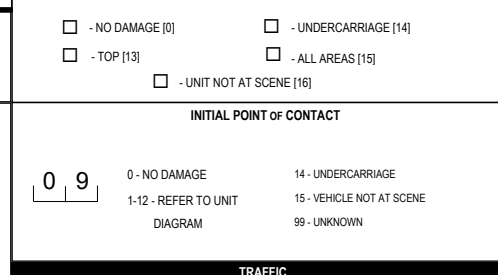 - NO DAMAGE [0] - UNDERCARRIAGE [14]
- TOP [13] - ALL AREAS [15]
- UNIT NOT AT SCENE [16]
INITIAL POINT OF CONTACT
0 9
0 - NO DAMAGE 14 - UNDERCARRIAGE
1-12 - REFER TO UNIT 15 - VEHICLE NOT AT SCENE
DIAGRAM 99 - UNKNOWN
TRAFFIC